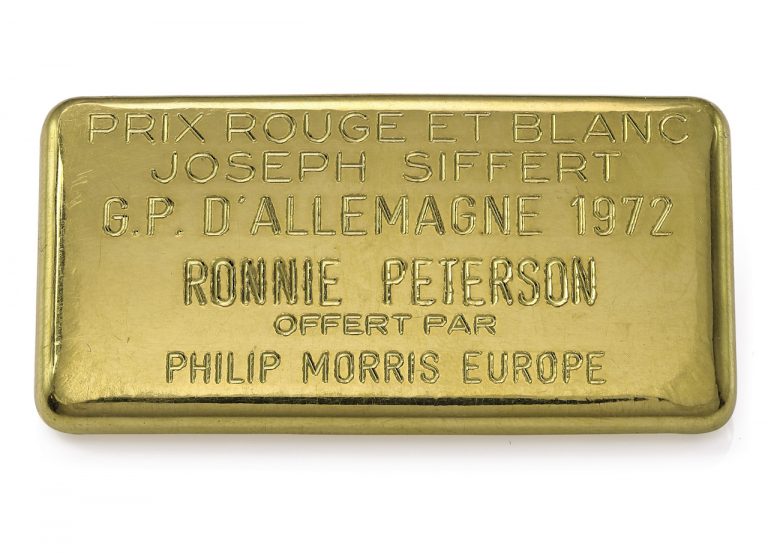 PRIX ROUGE ET BLANC
JOSEPH SIFFERT
G.P. D'ALLEMAGNE 1972
RONNIE PETERSON
OFFERT PAR
PHILIP MORRIS EUROPE